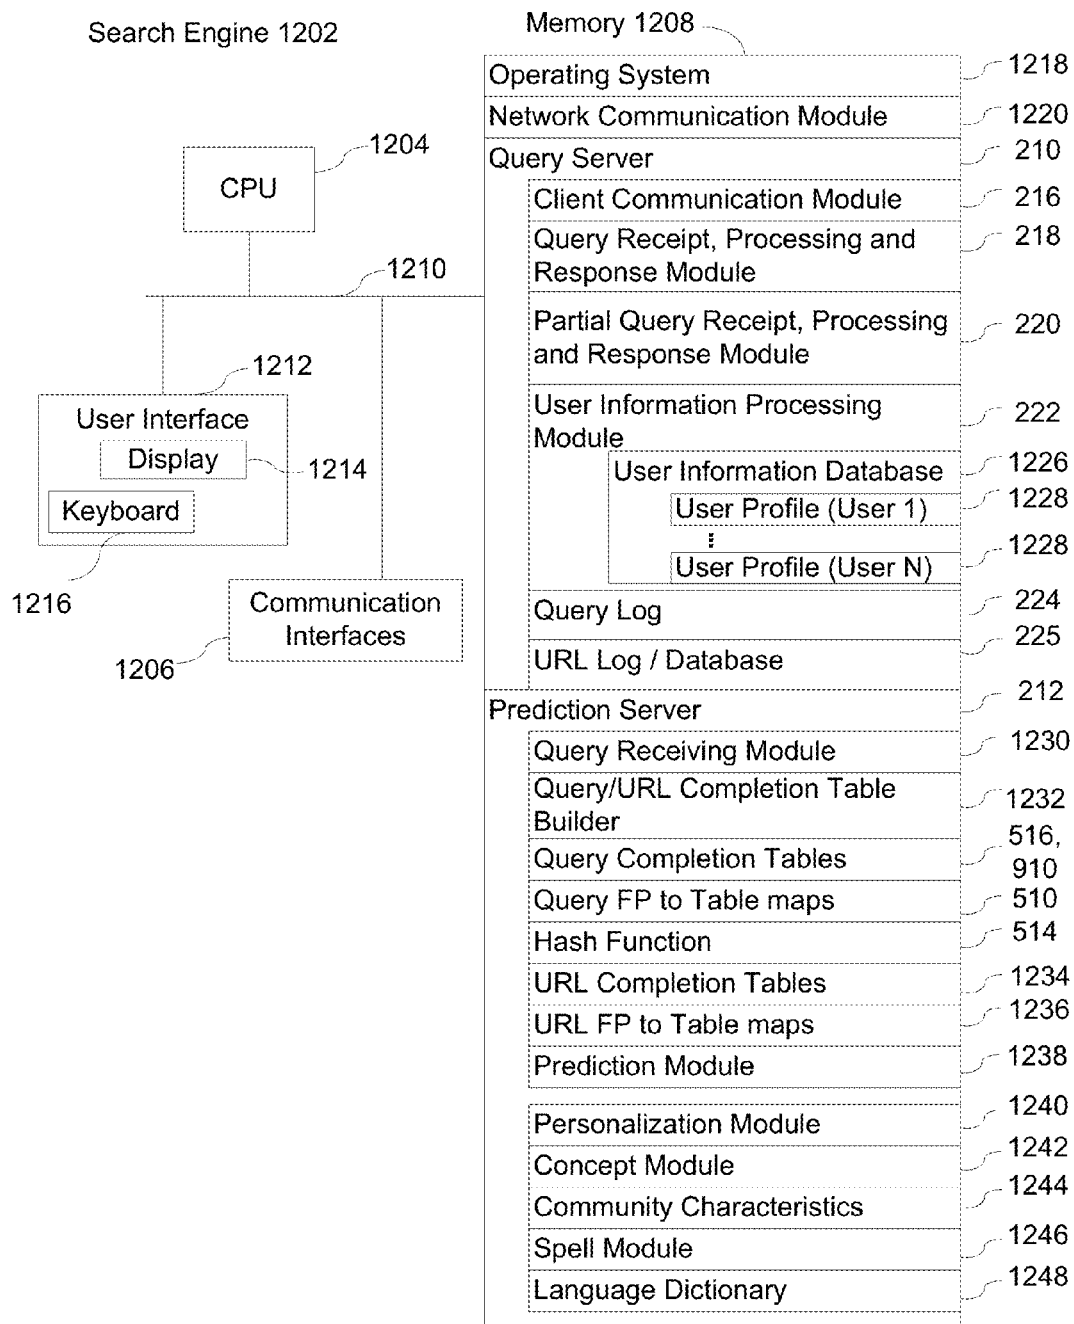 Search Engine 1202
Memory 1208
Operating System 1218
Network Communication Module 1220
Query Server 210
1204
CPU
Client Communication Module 216
Query Receipt, Processing and
Response Module 218
1210
Partial Query Receipt, Processing
and Response Module 220
1212
User Interface
Display
1214
Keyboard
1216
Communication
Interfaces
1206
User Information Processing
Module 222
User Information Database 1226
User Profile (User 1) 1228
⋮
User Profile (User N) 1228
Query Log 224
URL Log / Database 225
Prediction Server 212
Query Receiving Module 1230
Query/URL Completion Table
Builder 1232
Query Completion Tables 516,
910
Query FP to Table maps 510
Hash Function 514
URL Completion Tables 1234
URL FP to Table maps 1236
Prediction Module 1238
Personalization Module 1240
Concept Module 1242
Community Characteristics 1244
Spell Module 1246
Language Dictionary 1248